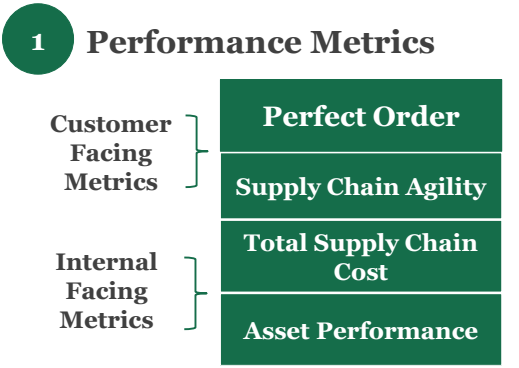 1
Performance Metrics
Customer
Facing
Metrics
Perfect Order
Supply Chain Agility
Internal
Facing
Metrics
Total Supply Chain
Cost
Asset Performance